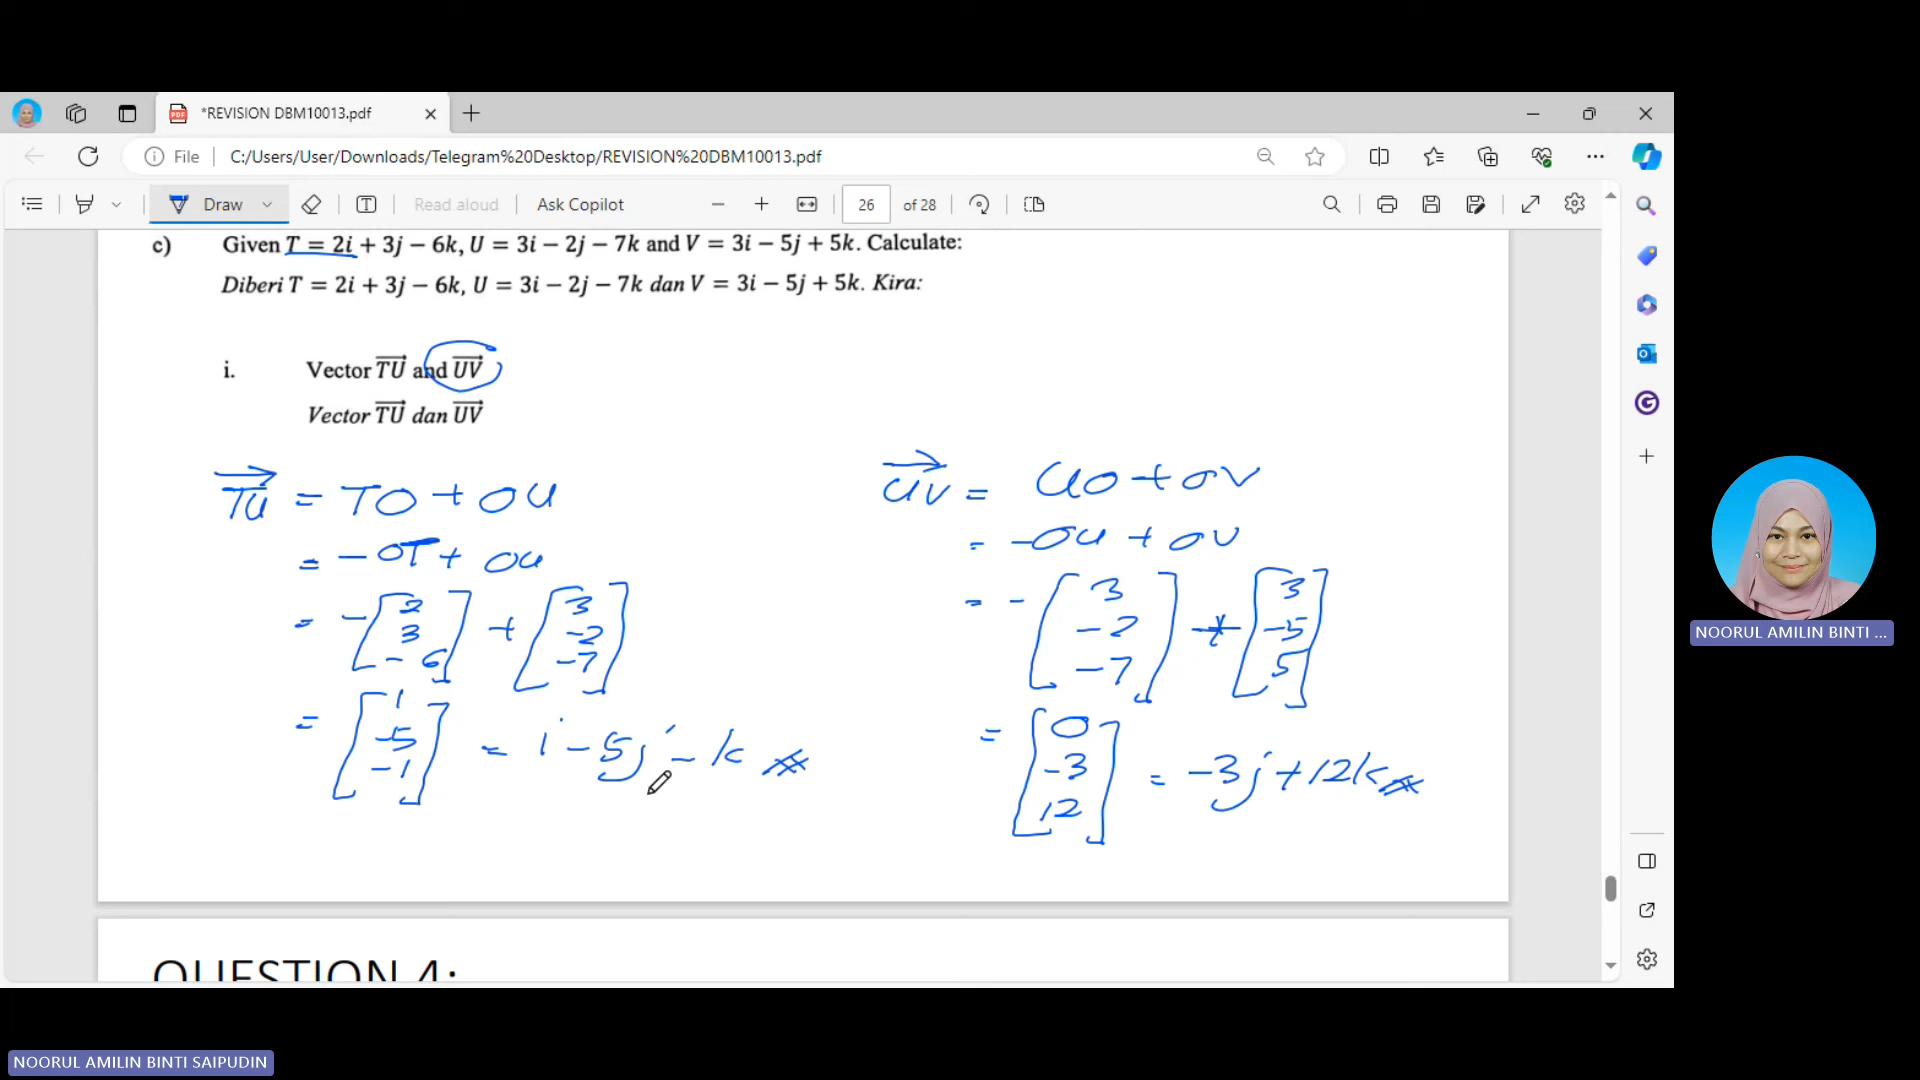 *REVISION DBM10013.pdf
File | C:/Users/User/Downloads/Telegram%20Desktop/REVISION%20DBM10013.pdf
Draw Read aloud Ask Copilot 26 of 28
c) Given T = 2i + 3j − 6k, U = 3i − 2j − 7k and V = 3i − 5j + 5k. Calculate:
Diberi T = 2i + 3j − 6k, U = 3i − 2j − 7k dan V = 3i − 5j + 5k. Kira:
i. Vector TU and UV
Vector TU dan UV
TU = TO + OU
= -OT + OU
= -[2 3 -6] + [3 -2 -7]
= [1 -5 -1] = i - 5j - k
UV = UO + OV
= -OU + OV
= -[3 -2 -7] + [3 -5 5]
= [0 -3 12] = -3j + 12k
QUESTION 4:
NOORUL AMILIN BINTI ...
NOORUL AMILIN BINTI SAIPUDIN